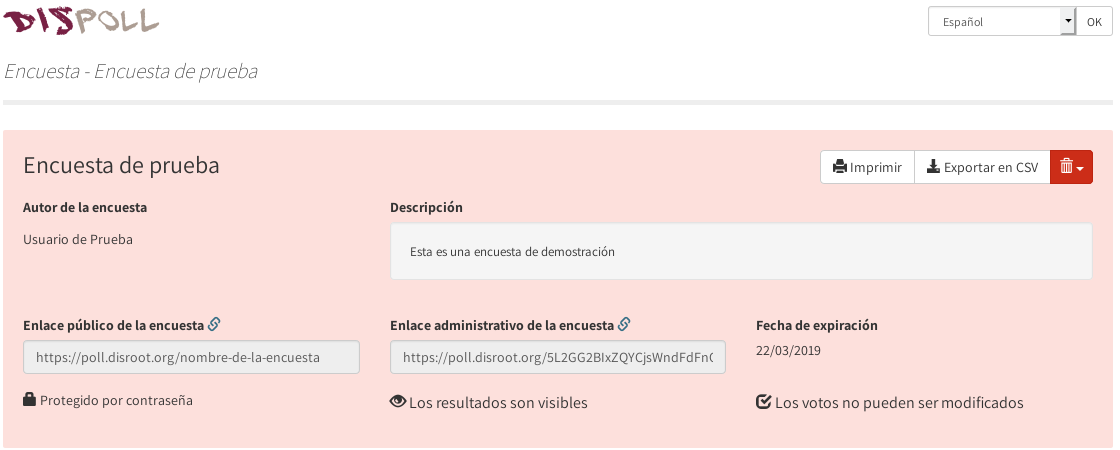 DISPOLL
Español
OK
Encuesta - Encuesta de prueba
Encuesta de prueba
Imprimir
Exportar en CSV
Autor de la encuesta
Descripción
Usuario de Prueba
Esta es una encuesta de demostración
Enlace público de la encuesta
Enlace administrativo de la encuesta
Fecha de expiración
https://poll.disroot.org/nombre-de-la-encuesta
https://poll.disroot.org/5L2GG2BIxZQYCjsWndFdFnC
22/03/2019
Protegido por contraseña
Los resultados son visibles
Los votos no pueden ser modificados